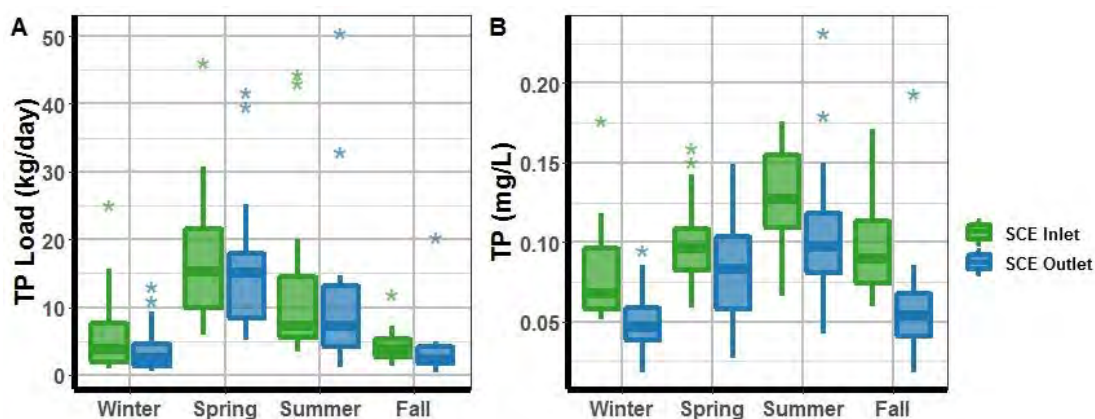 A
TP Load (kg/day)
50
40
30
20
10
0
Winter Spring Summer Fall
B
TP (mg/L)
0.20
0.15
0.10
0.05
Winter Spring Summer Fall
SCE Inlet
SCE Outlet